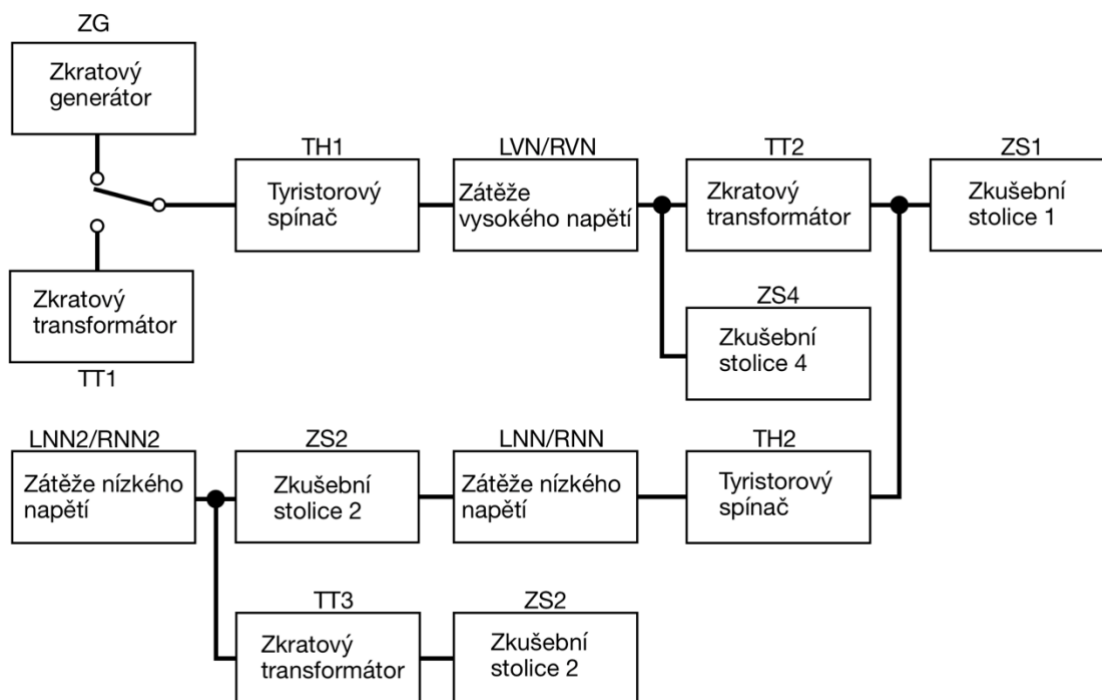 ZG
Zkratový
generátor
TH1
Tyristorový
spínač
LVN/RVN
Zátěže
vysokého napětí
TT2
Zkratový
transformátor
ZS1
Zkušební
stolice 1
Zkratový
transformátor
TT1
ZS4
Zkušební
stolice 4
LNN2/RNN2
Zátěže nízkého
napětí
ZS2
Zkušební
stolice 2
LNN/RNN
Zátěže nízkého
napětí
TH2
Tyristorový
spínač
TT3
Zkratový
transformátor
ZS2
Zkušební
stolice 2